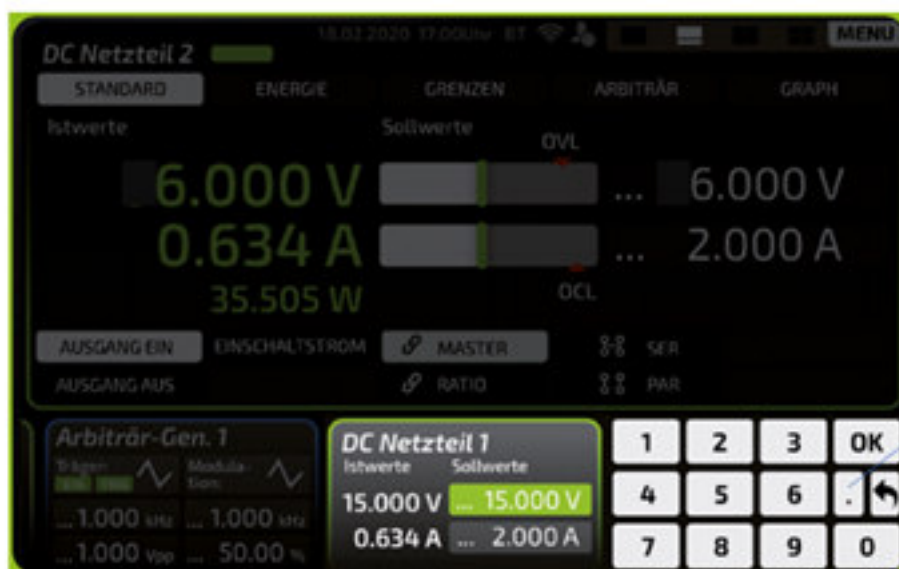 18.02.2020 17:00Uhr BT MENU
DC Netzteil 2
STANDARD ENERGIE GRENZEN ARBITRÄR GRAPH
Istwerte Sollwerte OVL
6.000 V ... 6.000 V
0.634 A ... 2.000 A
35.505 W OCL
AUSGANG EIN EINSCHALTSTROM MASTER SER
AUSGANG AUS RATIO PAR
Arbiträr-Gen. 1
Träger: Modula-
tion:
...1.000 kHz ...1.000 kHz
...1.000 Vpp ... 50.00 %
DC Netzteil 1
Istwerte Sollwerte
15.000 V ... 15.000 V
0.634 A ... 2.000 A
1 2 3 OK
4 5 6 .
7 8 9 0